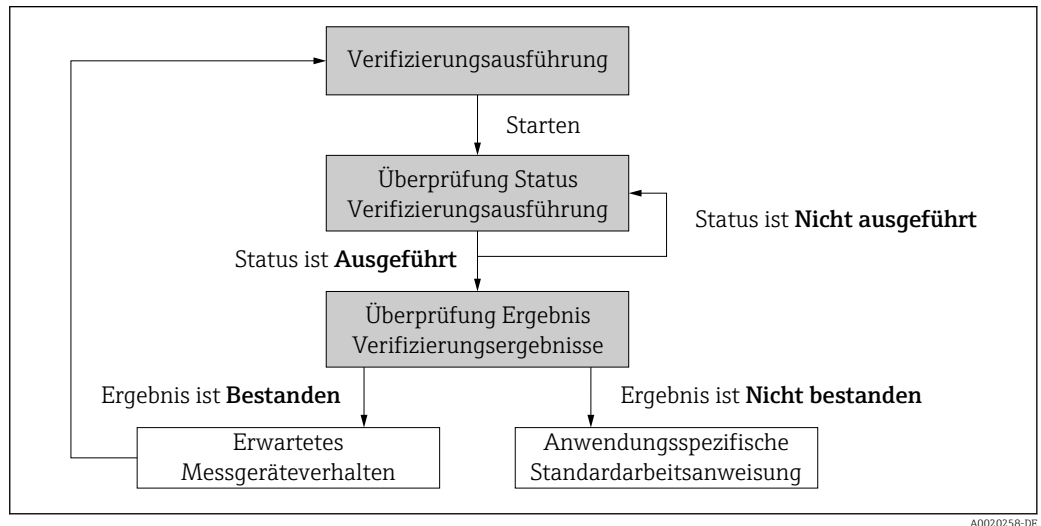 Verifizierungsausführung
Starten
Überprüfung Status
Verifizierungsausführung
Status ist Nicht ausgeführt
Status ist Ausgeführt
Überprüfung Ergebnis
Verifizierungsergebnisse
Ergebnis ist Bestanden
Ergebnis ist Nicht bestanden
Erwartetes
Messgeräteverhalten
Anwendungsspezifische
Standardarbeitsanweisung
A0020258-DE